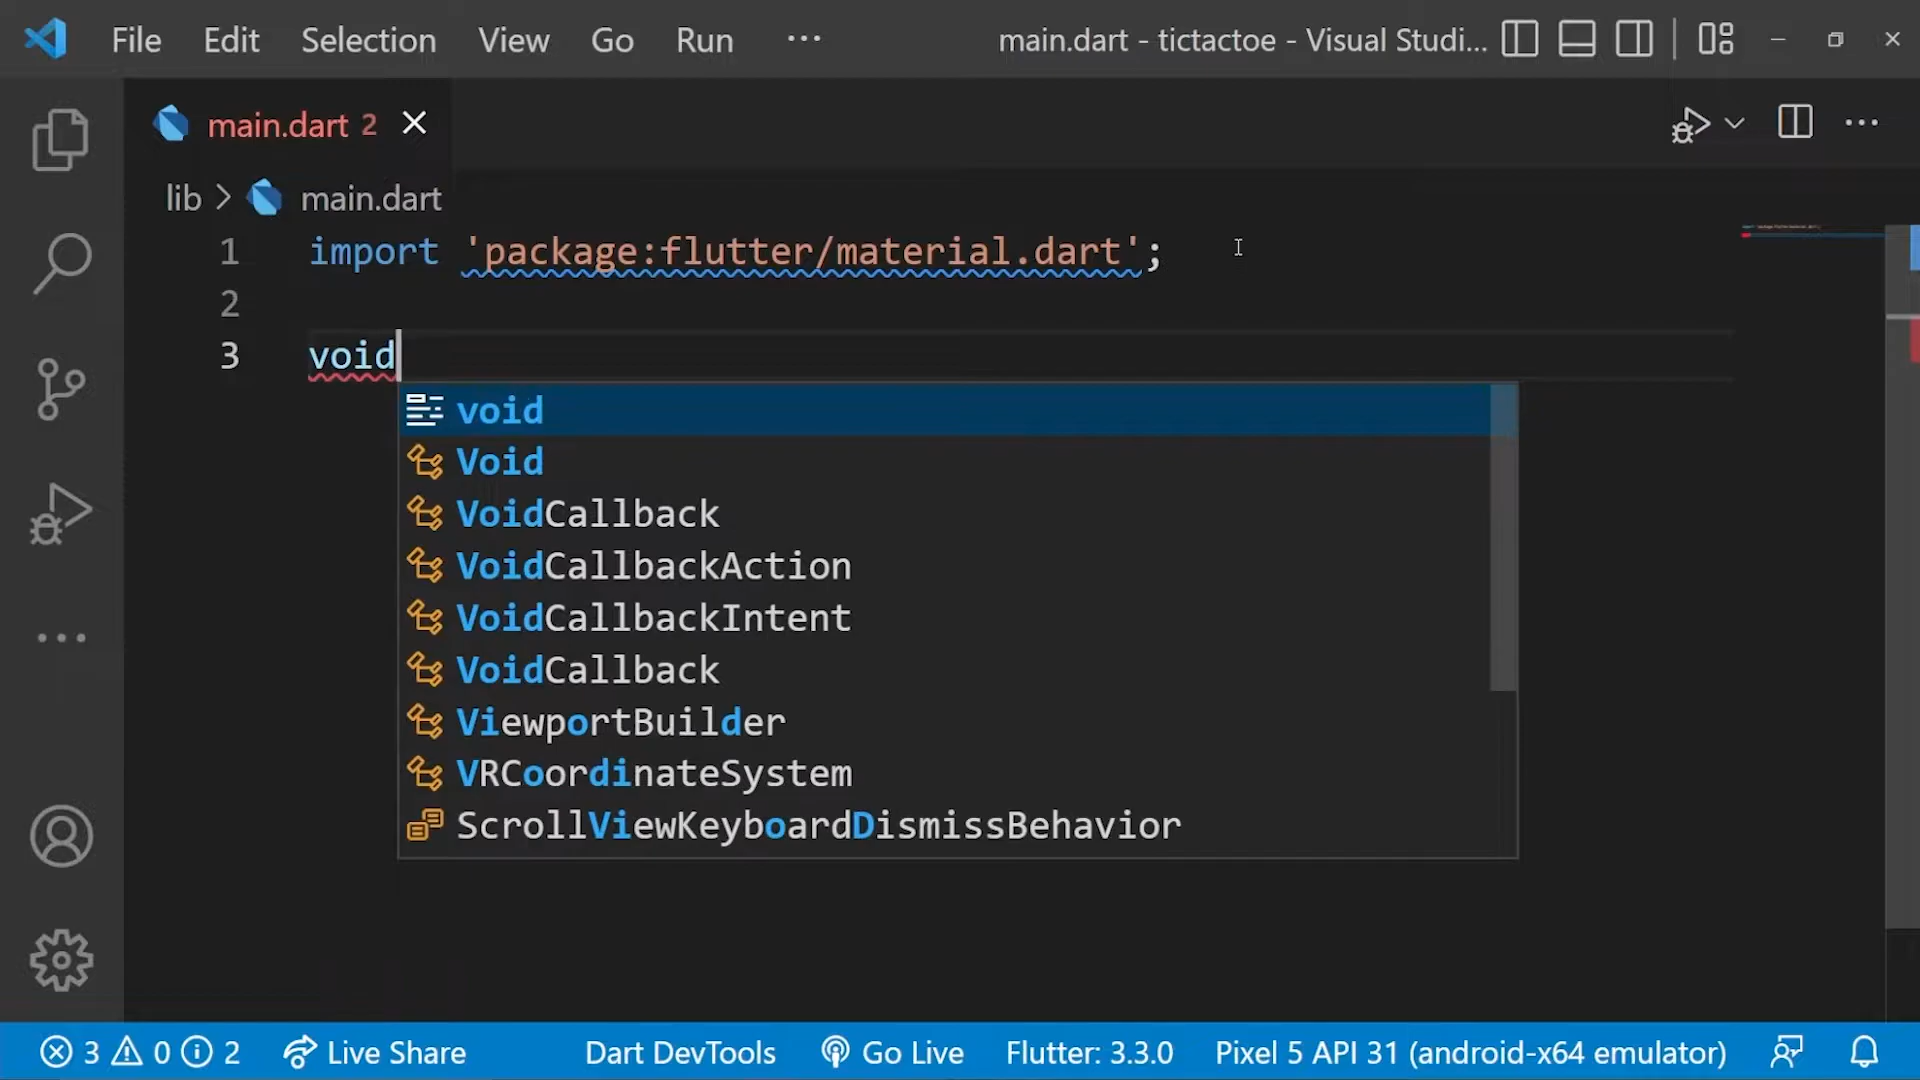 File Edit Selection View Go Run ... main.dart - tictactoe - Visual Studi...
main.dart 2
lib > main.dart
1 import 'package:flutter/material.dart';
2
3 void
void
Void
VoidCallback
VoidCallbackAction
VoidCallbackIntent
VoidCallback
ViewportBuilder
VRCoordinateSystem
ScrollViewKeyboardDismissBehavior
3 0 2 Live Share Dart DevTools Go Live Flutter: 3.3.0 Pixel 5 API 31 (android-x64 emulator)